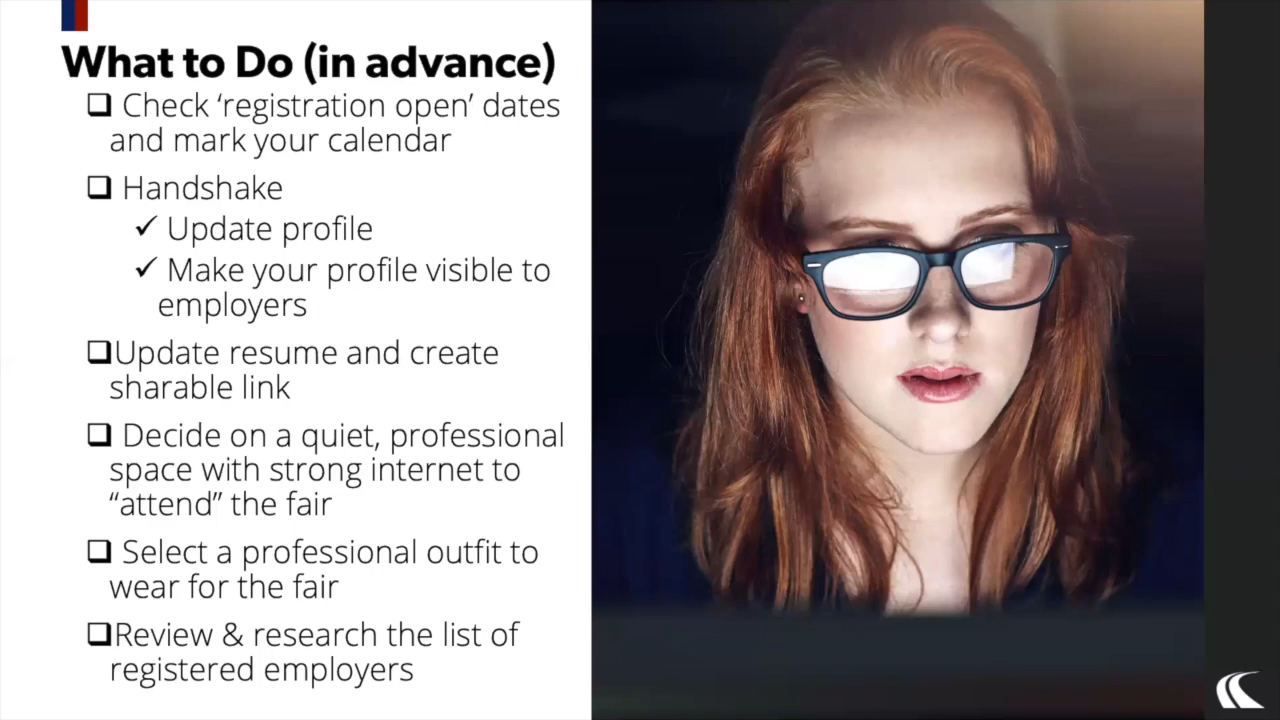 What to Do (in advance)
❑ Check ‘registration open’ dates
and mark your calendar
❑ Handshake
✓ Update profile
✓ Make your profile visible to
employers
❑Update resume and create
sharable link
❑ Decide on a quiet, professional
space with strong internet to
“attend” the fair
❑ Select a professional outfit to
wear for the fair
❑Review & research the list of
registered employers